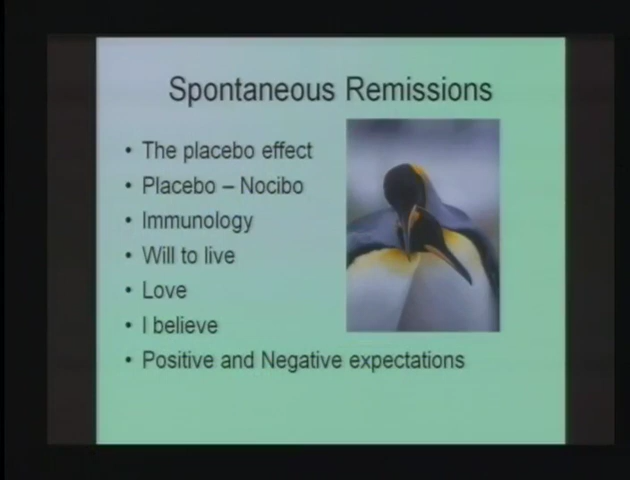 Spontaneous Remissions
• The placebo effect
• Placebo – Nocibo
• Immunology
• Will to live
• Love
• I believe
• Positive and Negative expectations